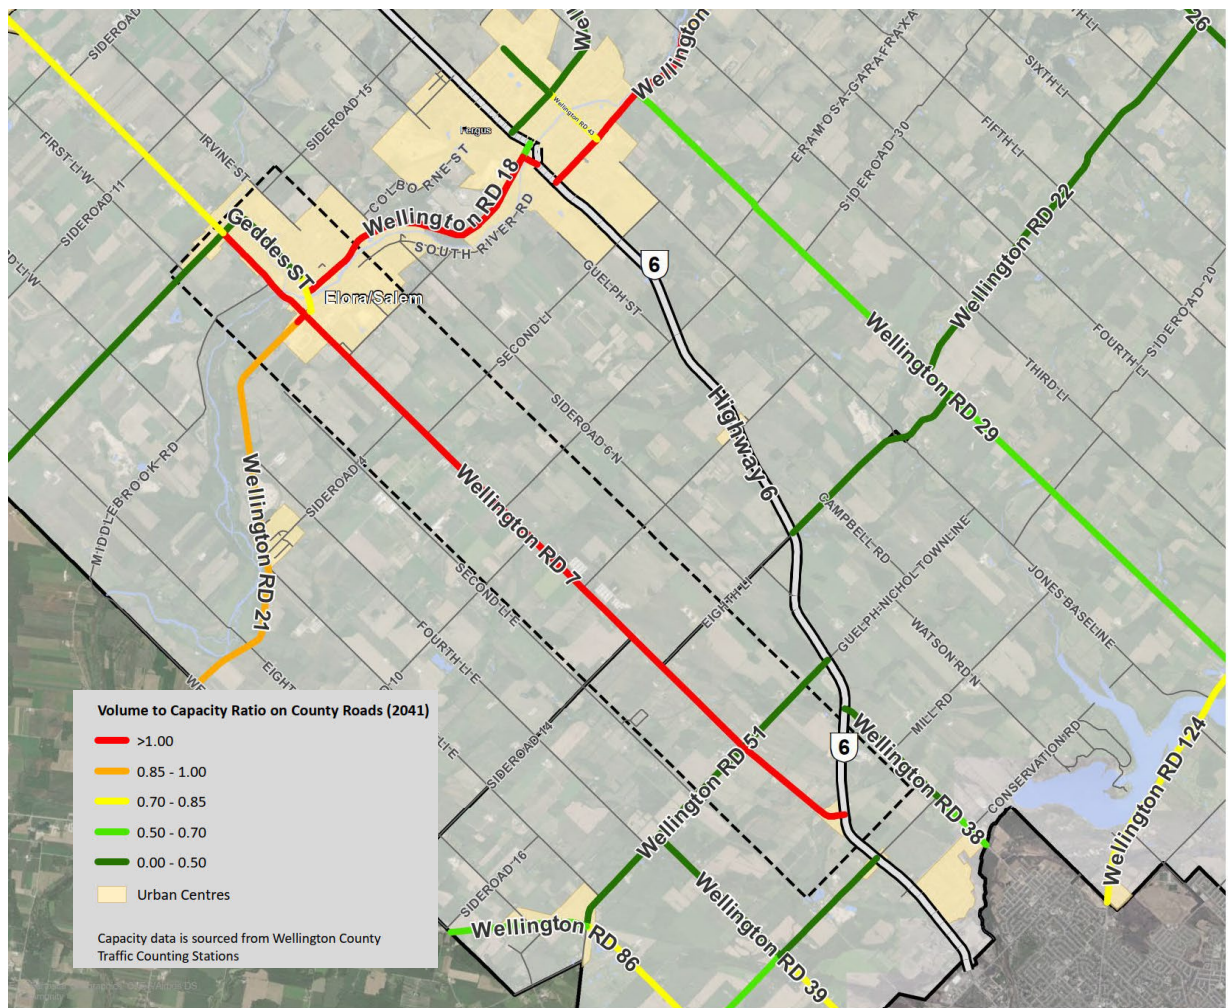 26
Wellington
SIDEROAD
SIDEROAD 15
SIXTH LI
ERAMOSA-GARAFRAXA
FIFTH LI
SIDEROAD 30
Wellington RD 43
Fergus
FIRST LI W
IRVINE ST
SIDEROAD 11
COLBORNE ST
Wellington RD 18
SOUTH RIVER RD
Geddes ST
Elora/Salem
6
GUELPH ST
Wellington RD 22
SIDEROAD 20
FOURTH LI
THIRD LI
Wellington RD 29
SECOND LI
SIDEROAD 6 N
Highway 6
MIDDLEBROOK RD
SIDEROAD 4
Wellington RD 21
Wellington RD 7
CAMPBELL RD
EIGHTH LI
GUELPH-NICHOL TOWNLINE
JONES BASELINE
WATSON RD N
SECOND LI E
FOURTH LI E
MILL RD
6
SIDEROAD 14
Wellington RD 51
Wellington RD 38
CONSERVATION RD
Wellington RD 124
SIDEROAD 16
Wellington RD 86
Wellington RD 39
Volume to Capacity Ratio on County Roads (2041)
>1.00
0.85 - 1.00
0.70 - 0.85
0.50 - 0.70
0.00 - 0.50
Urban Centres
Capacity data is sourced from Wellington County
Traffic Counting Stations